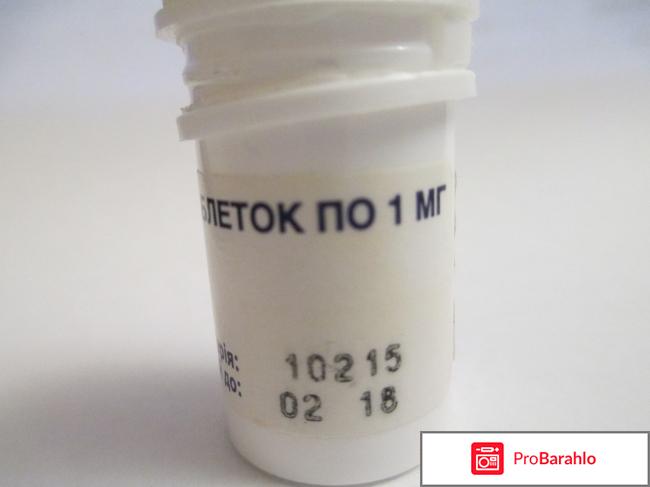 БЛЕТОК ПО 1 МГ
рія: 10215
до: 02 18
ProBarahlo